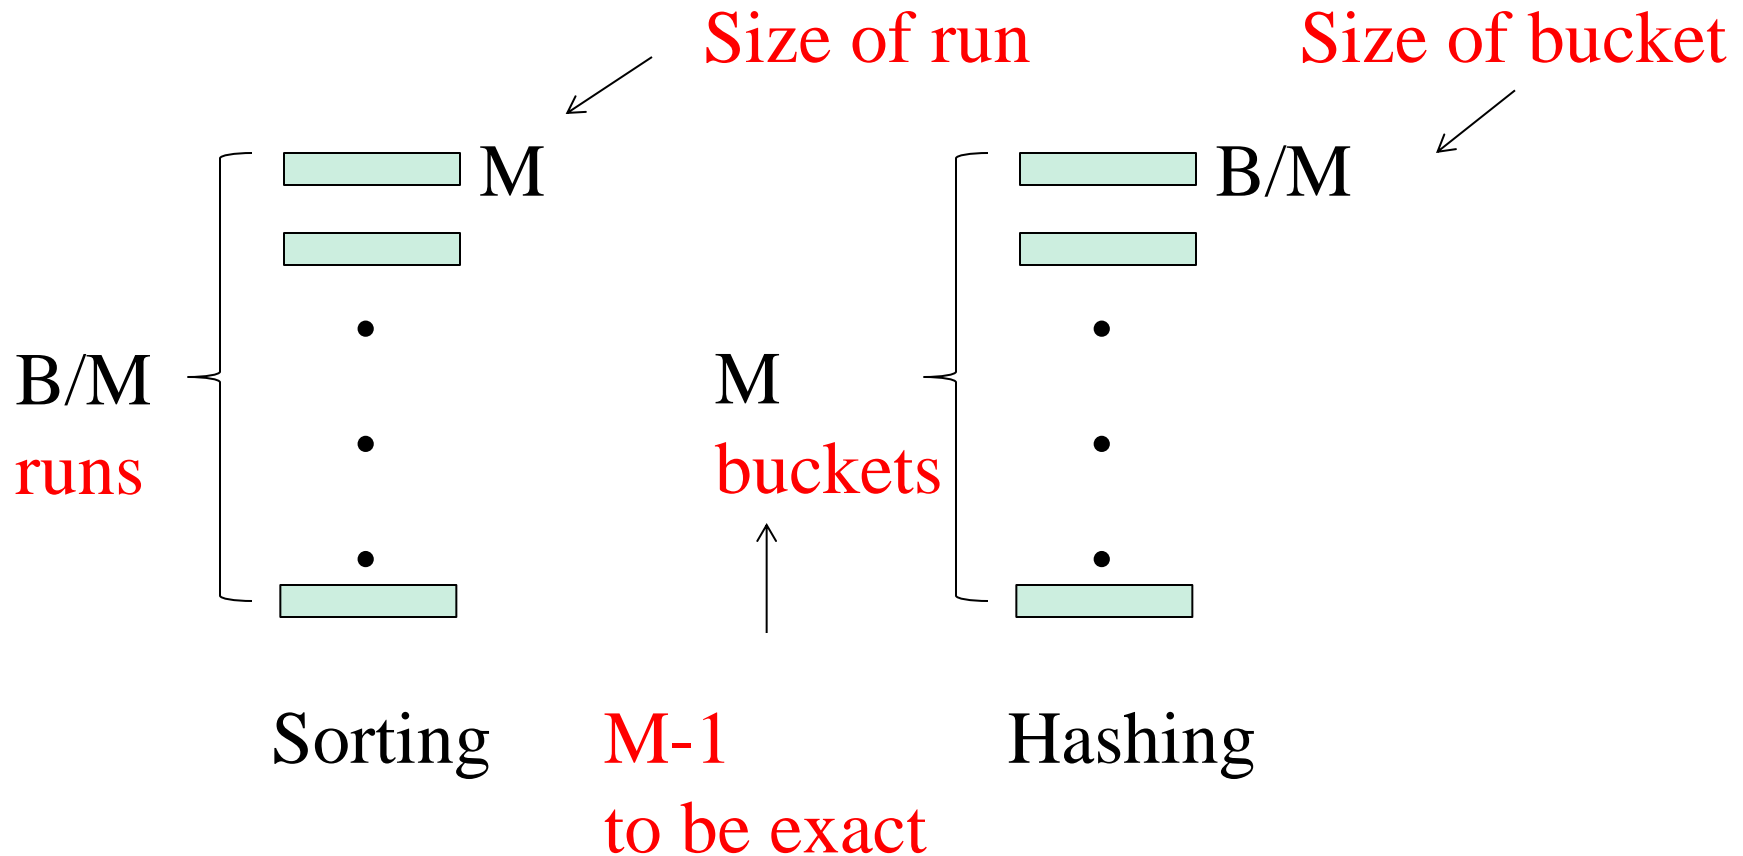 Size of run
Size of bucket
M
B/M
B/M
runs
M
buckets
Sorting
M-1
to be exact
Hashing